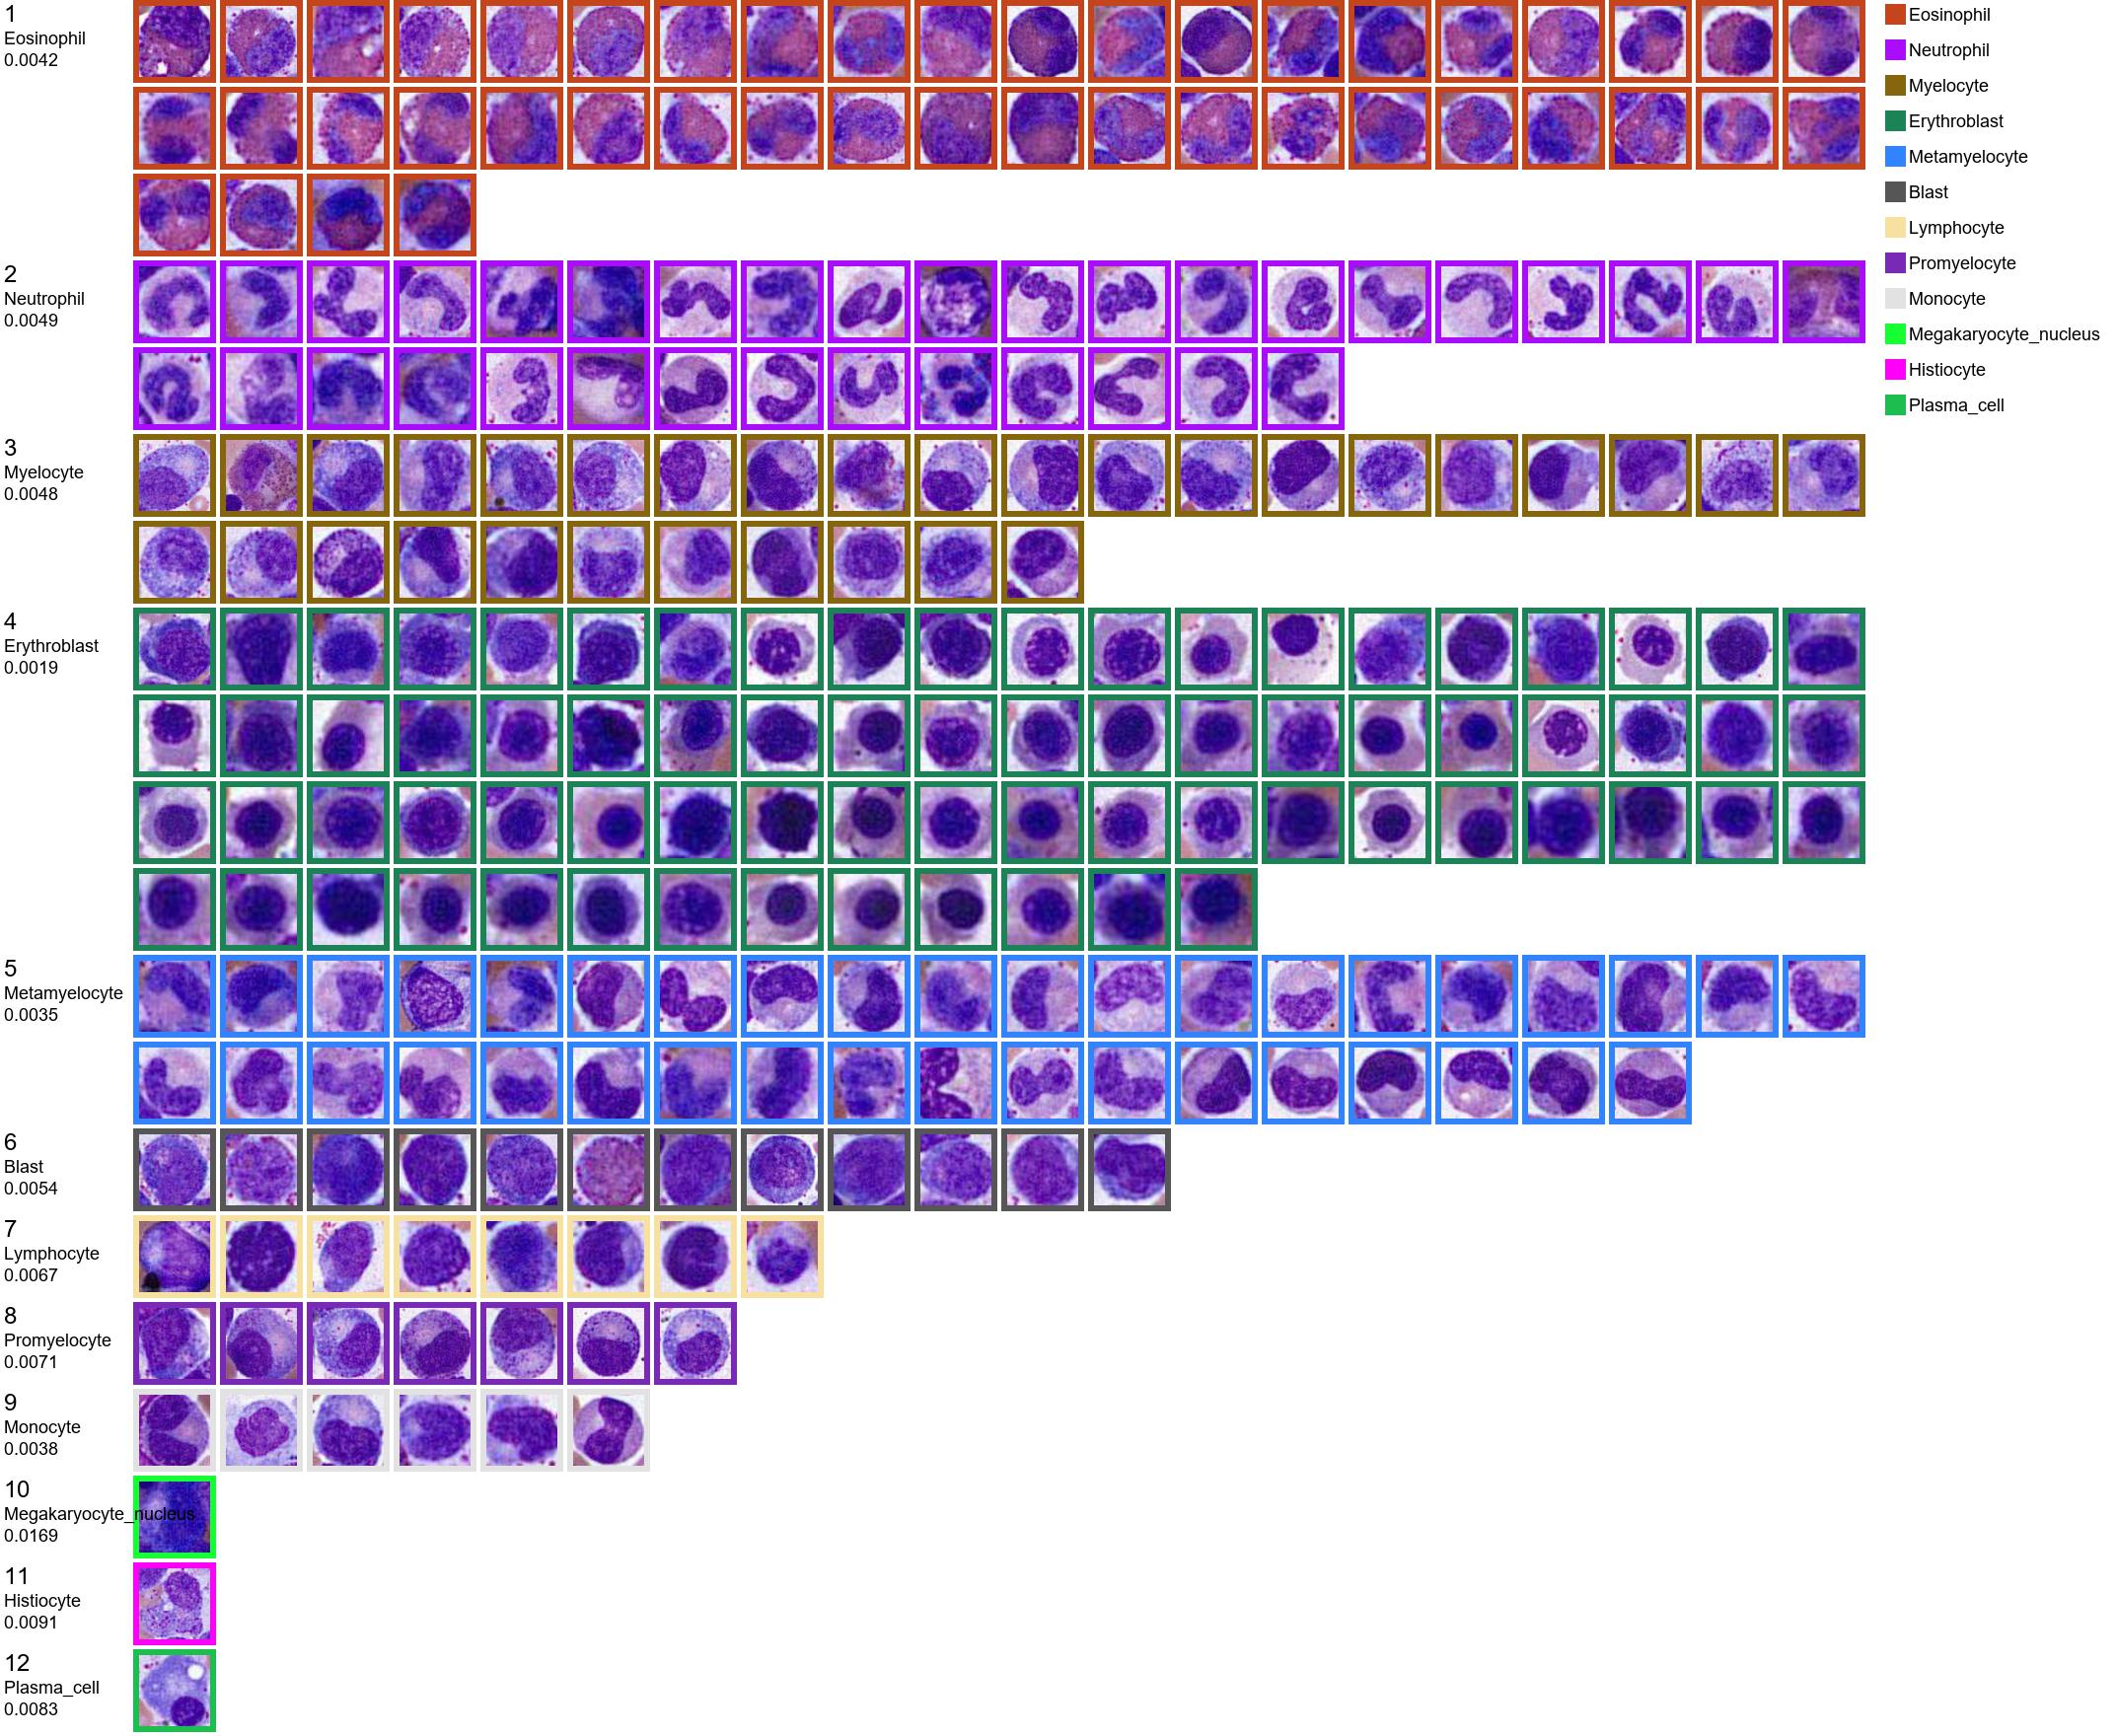 1
Eosinophil
0.0042
2
Neutrophil
0.0049
3
Myelocyte
0.0048
4
Erythroblast
0.0019
5
Metamyelocyte
0.0035
6
Blast
0.0054
7
Lymphocyte
0.0067
8
Promyelocyte
0.0071
9
Monocyte
0.0038
10
Megakaryocyte_nucleus
0.0169
11
Histiocyte
0.0091
12
Plasma_cell
0.0083
Eosinophil
Neutrophil
Myelocyte
Erythroblast
Metamyelocyte
Blast
Lymphocyte
Promyelocyte
Monocyte
Megakaryocyte_nucleus
Histiocyte
Plasma_cell